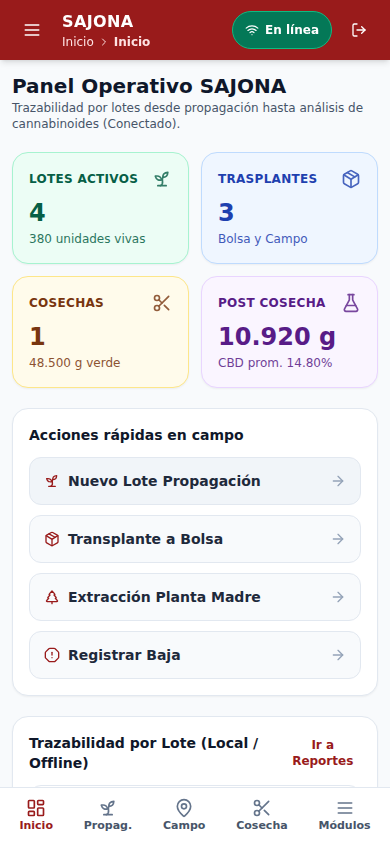 SAJONA
Inicio > Inicio
En línea
Panel Operativo SAJONA
Trazabilidad por lotes desde propagación hasta análisis de
cannabinoides (Conectado).
LOTES ACTIVOS
4
380 unidades vivas
TRASPLANTES
3
Bolsa y Campo
COSECHAS
1
48.500 g verde
POST COSECHA
10.920 g
CBD prom. 14.80%
Acciones rápidas en campo
Nuevo Lote Propagación
Transplante a Bolsa
Extracción Planta Madre
Registrar Baja
Trazabilidad por Lote (Local /
Offline)
Ir a
Reportes
Inicio
Propag.
Campo
Cosecha
Módulos